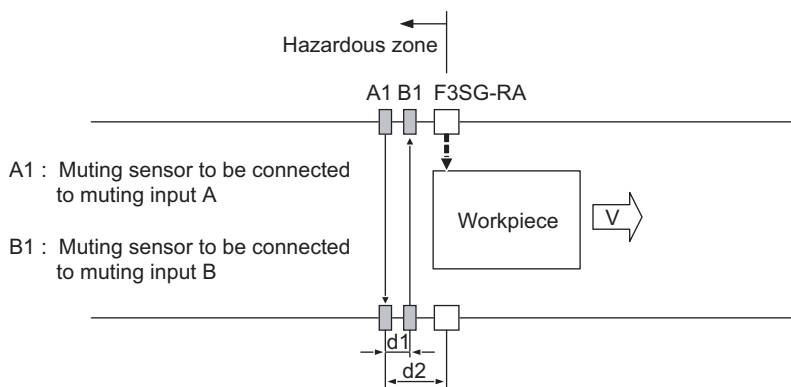 Hazardous zone
A1 B1 F3SG-RA
A1 : Muting sensor to be connected
to muting input A
B1 : Muting sensor to be connected
to muting input B
Workpiece
V
d1
d2